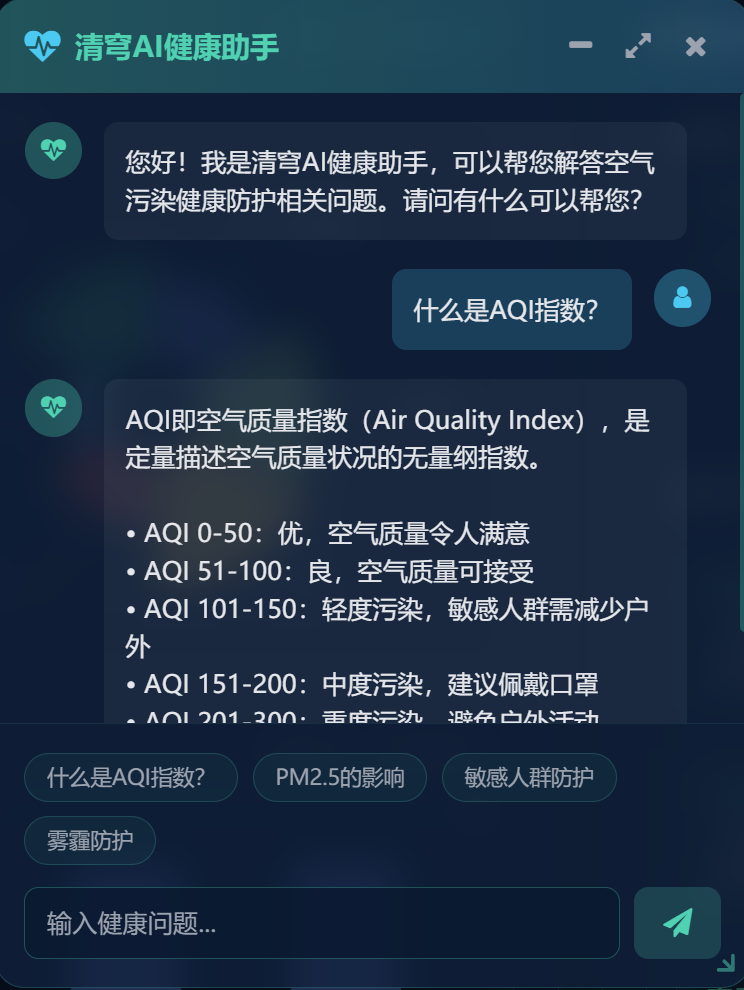 清穹AI健康助手
您好！我是清穹AI健康助手，可以帮您解答空气
污染健康防护相关问题。请问有什么可以帮您？
什么是AQI指数？
AQI即空气质量指数（Air Quality Index），是
定量描述空气质量状况的无量纲指数。
• AQI 0-50：优，空气质量令人满意
• AQI 51-100：良，空气质量可接受
• AQI 101-150：轻度污染，敏感人群需减少户
外
• AQI 151-200：中度污染，建议佩戴口罩
• AQI 201-300：重度污染，避免户外活动
什么是AQI指数？
PM2.5的影响
敏感人群防护
雾霾防护
输入健康问题...